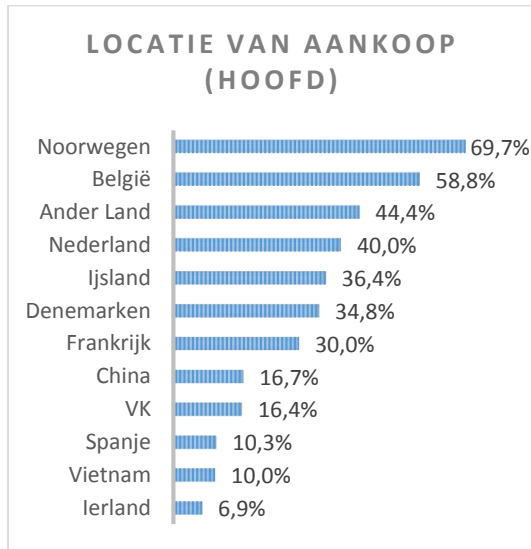 LOCATIE VAN AANKOOP
(HOOFD)
Noorwegen 69,7%
België 58,8%
Ander Land 44,4%
Nederland 40,0%
Ijsland 36,4%
Denemarken 34,8%
Frankrijk 30,0%
China 16,7%
VK 16,4%
Spanje 10,3%
Vietnam 10,0%
Ierland 6,9%